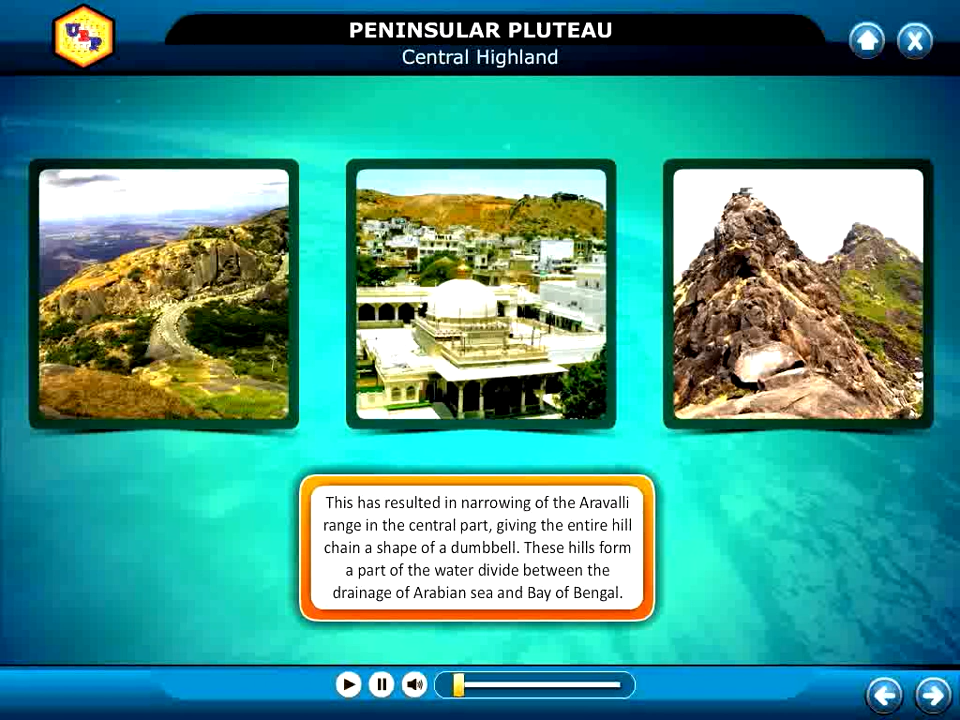 URP
PENINSULAR PLUTEAU
Central Highland
This has resulted in narrowing of the Aravalli
range in the central part, giving the entire hill
chain a shape of a dumbbell. These hills form
a part of the water divide between the
drainage of Arabian sea and Bay of Bengal.